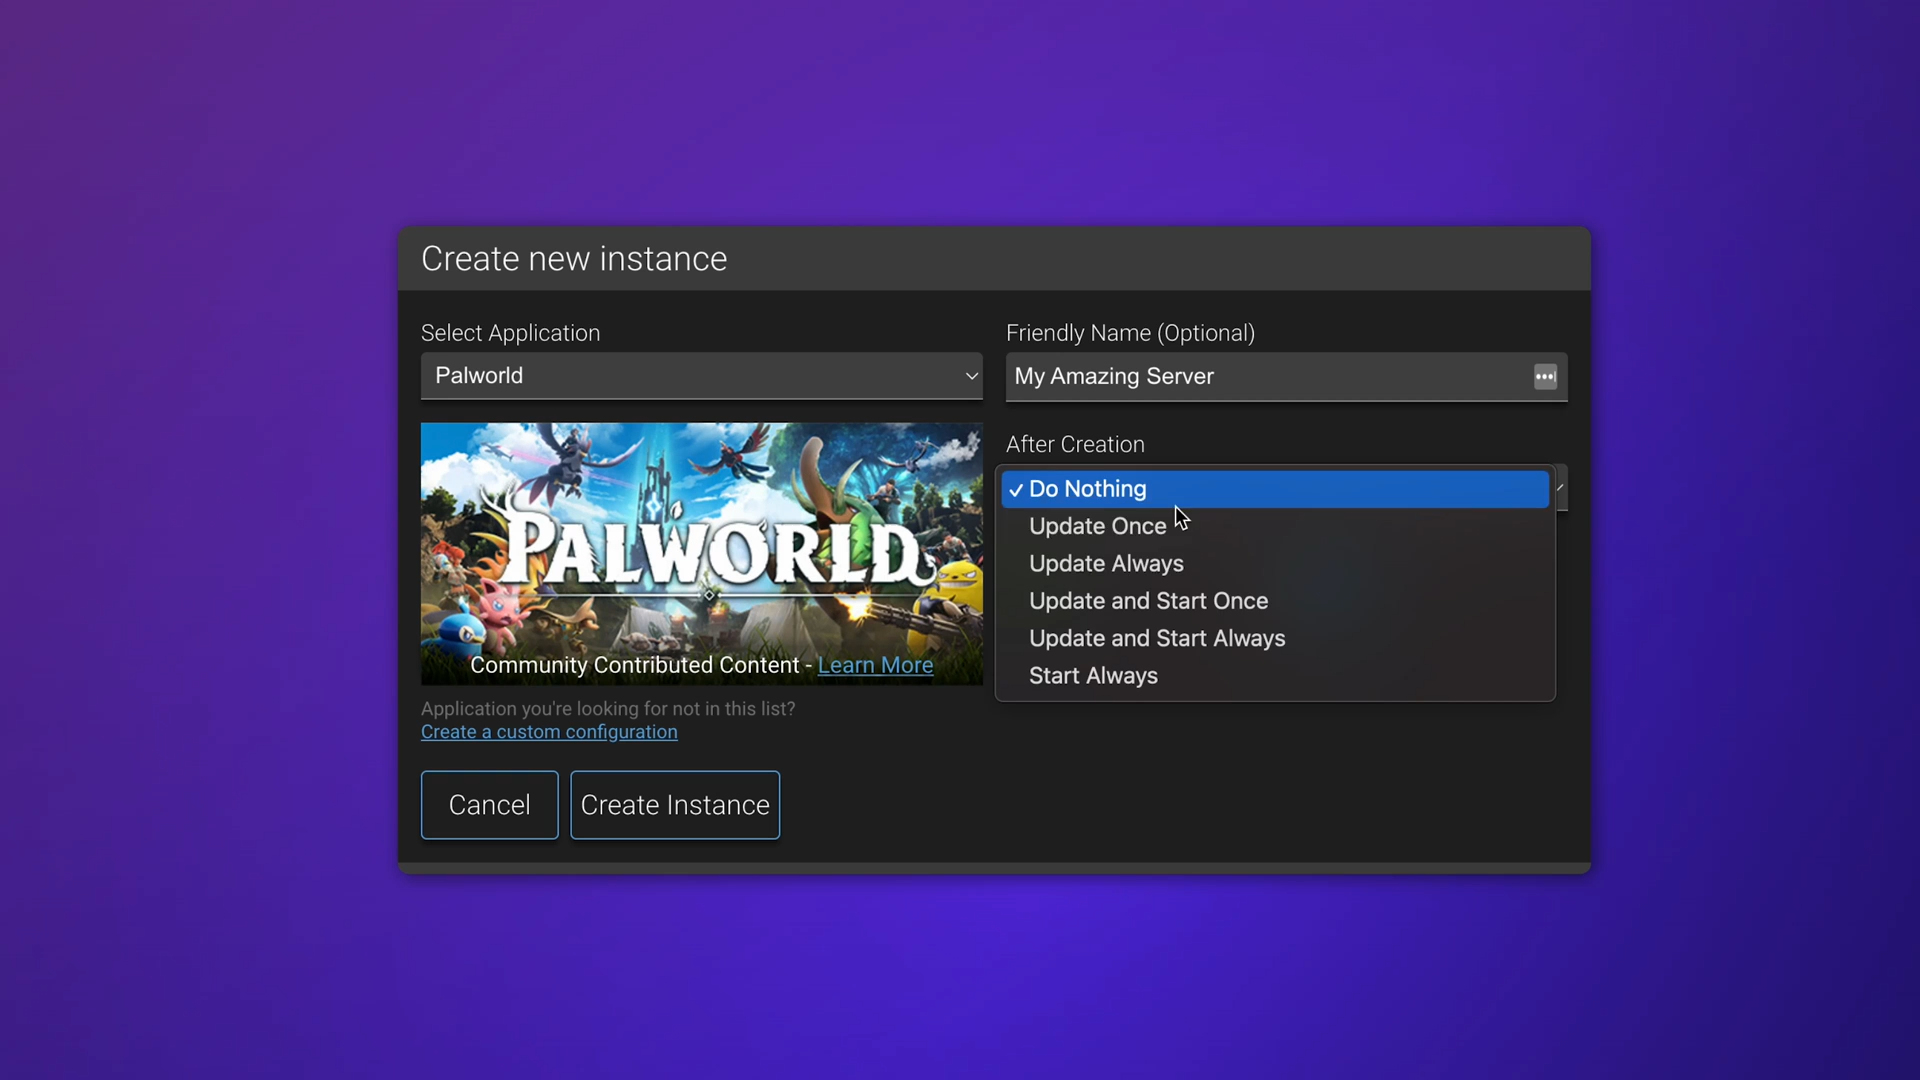 Create new instance
Select Application
Palworld
Friendly Name (Optional)
My Amazing Server
PALWORLD
Community Contributed Content - Learn More
Application you're looking for not in this list?
Create a custom configuration
After Creation
✓ Do Nothing
Update Once
Update Always
Update and Start Once
Update and Start Always
Start Always
Cancel
Create Instance